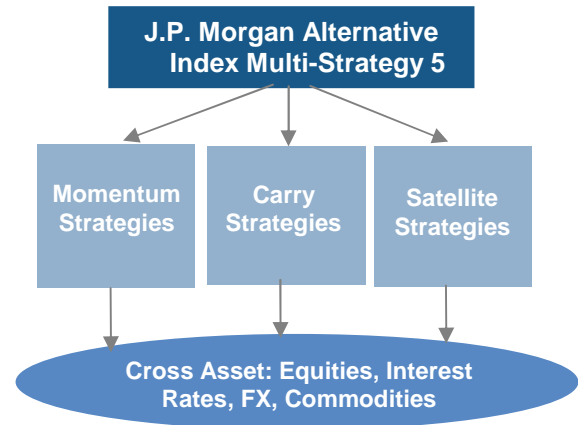 J.P. Morgan Alternative
Index Multi-Strategy 5
Momentum
Strategies
Carry
Strategies
Satellite
Strategies
Cross Asset: Equities, Interest
Rates, FX, Commodities